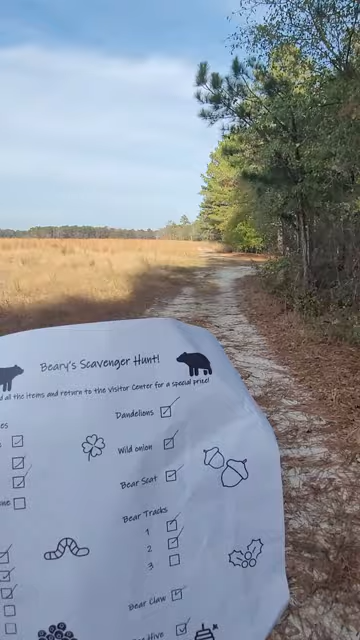 Beary's Scavenger Hunt!
all the items and return to the Visitor Center for a special prize!
Dandelions
Wild onion
Bear Scat
Bear Tracks
1
2
3
Bear Claw
Hive